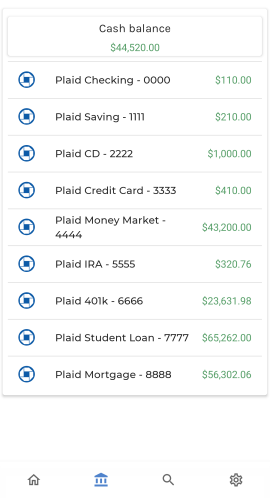 Cash balance
$44,520.00
Plaid Checking - 0000 $110.00
Plaid Saving - 1111 $210.00
Plaid CD - 2222 $1,000.00
Plaid Credit Card - 3333 $410.00
Plaid Money Market -
4444 $43,200.00
Plaid IRA - 5555 $320.76
Plaid 401k - 6666 $23,631.98
Plaid Student Loan - 7777 $65,262.00
Plaid Mortgage - 8888 $56,302.06